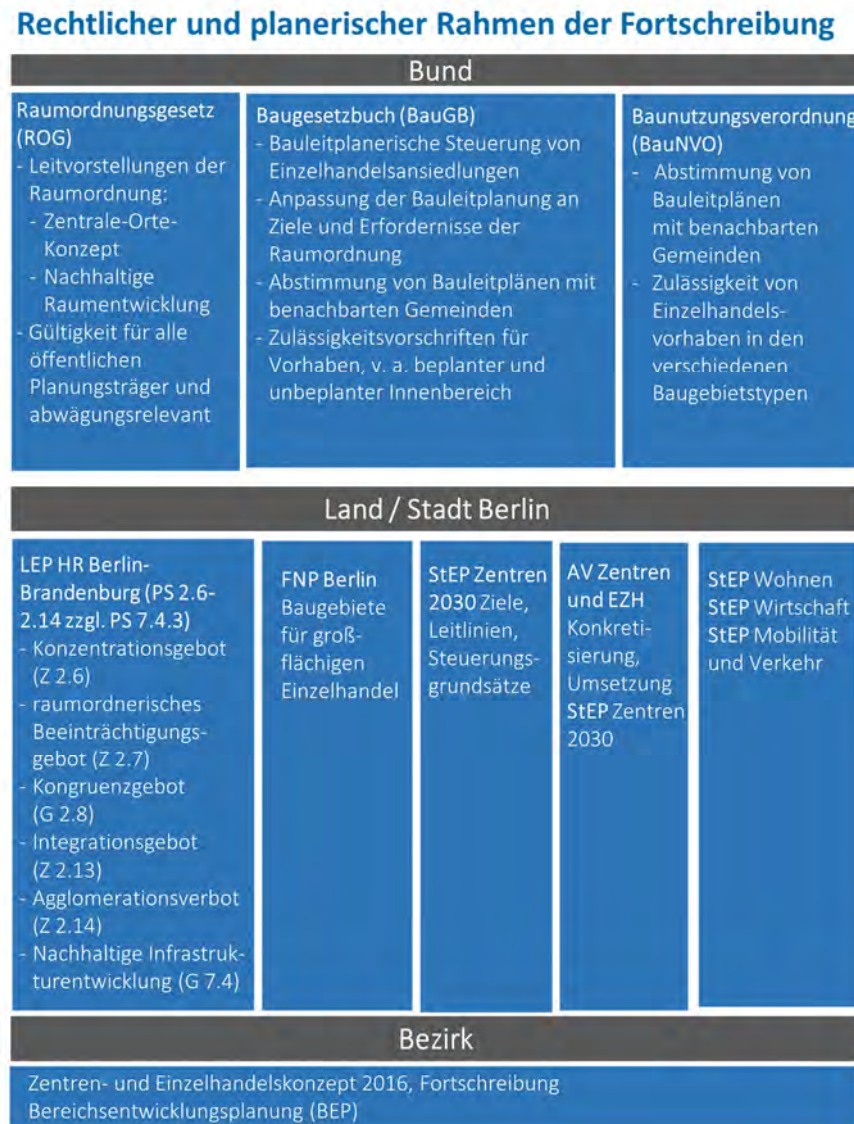 Rechtlicher und planerischer Rahmen der Fortschreibung
Bund
Raumordnungsgesetz
(ROG)
- Leitvorstellungen der
Raumordnung:
- Zentrale-Orte-
Konzept
- Nachhaltige
Raumentwicklung
- Gültigkeit für alle
öffentlichen
Planungsträger und
abwägungsrelevant
Baugesetzbuch (BauGB)
- Bauleitplanerische Steuerung von
Einzelhandelsansiedlungen
- Anpassung der Bauleitplanung an
Ziele und Erfordernisse der
Raumordnung
- Abstimmung von Bauleitplänen mit
benachbarten Gemeinden
- Zulässigkeitsvorschriften für
Vorhaben, v. a. beplanter und
unbeplanter Innenbereich
Baunutzungsverordnung
(BauNVO)
- Abstimmung von
Bauleitplänen
mit benachbarten
Gemeinden
- Zulässigkeit von
Einzelhandels-
vorhaben in den
verschiedenen
Baugebietstypen
Land / Stadt Berlin
LEP HR Berlin-
Brandenburg (PS 2.6-
2.14 zzgl. PS 7.4.3)
- Konzentrationsgebot
(Z 2.6)
- raumordnerisches
Beeinträchtigungs-
gebot (Z 2.7)
- Kongruenzgebot
(G 2.8)
- Integrationsgebot
(Z 2.13)
- Agglomerationsverbot
(Z 2.14)
- Nachhaltige Infrastruk-
turentwicklung (G 7.4)
FNP Berlin
Baugebiete
für groß-
flächigen
Einzelhandel
StEP Zentren
2030 Ziele,
Leitlinien,
Steuerungs-
grundsätze
AV Zentren
und EZH
Konkreti-
sierung,
Umsetzung
StEP Zentren
2030
StEP Wohnen
StEP Wirtschaft
StEP Mobilität
und Verkehr
Bezirk
Zentren- und Einzelhandelskonzept 2016, Fortschreibung
Bereichsentwicklungsplanung (BEP)